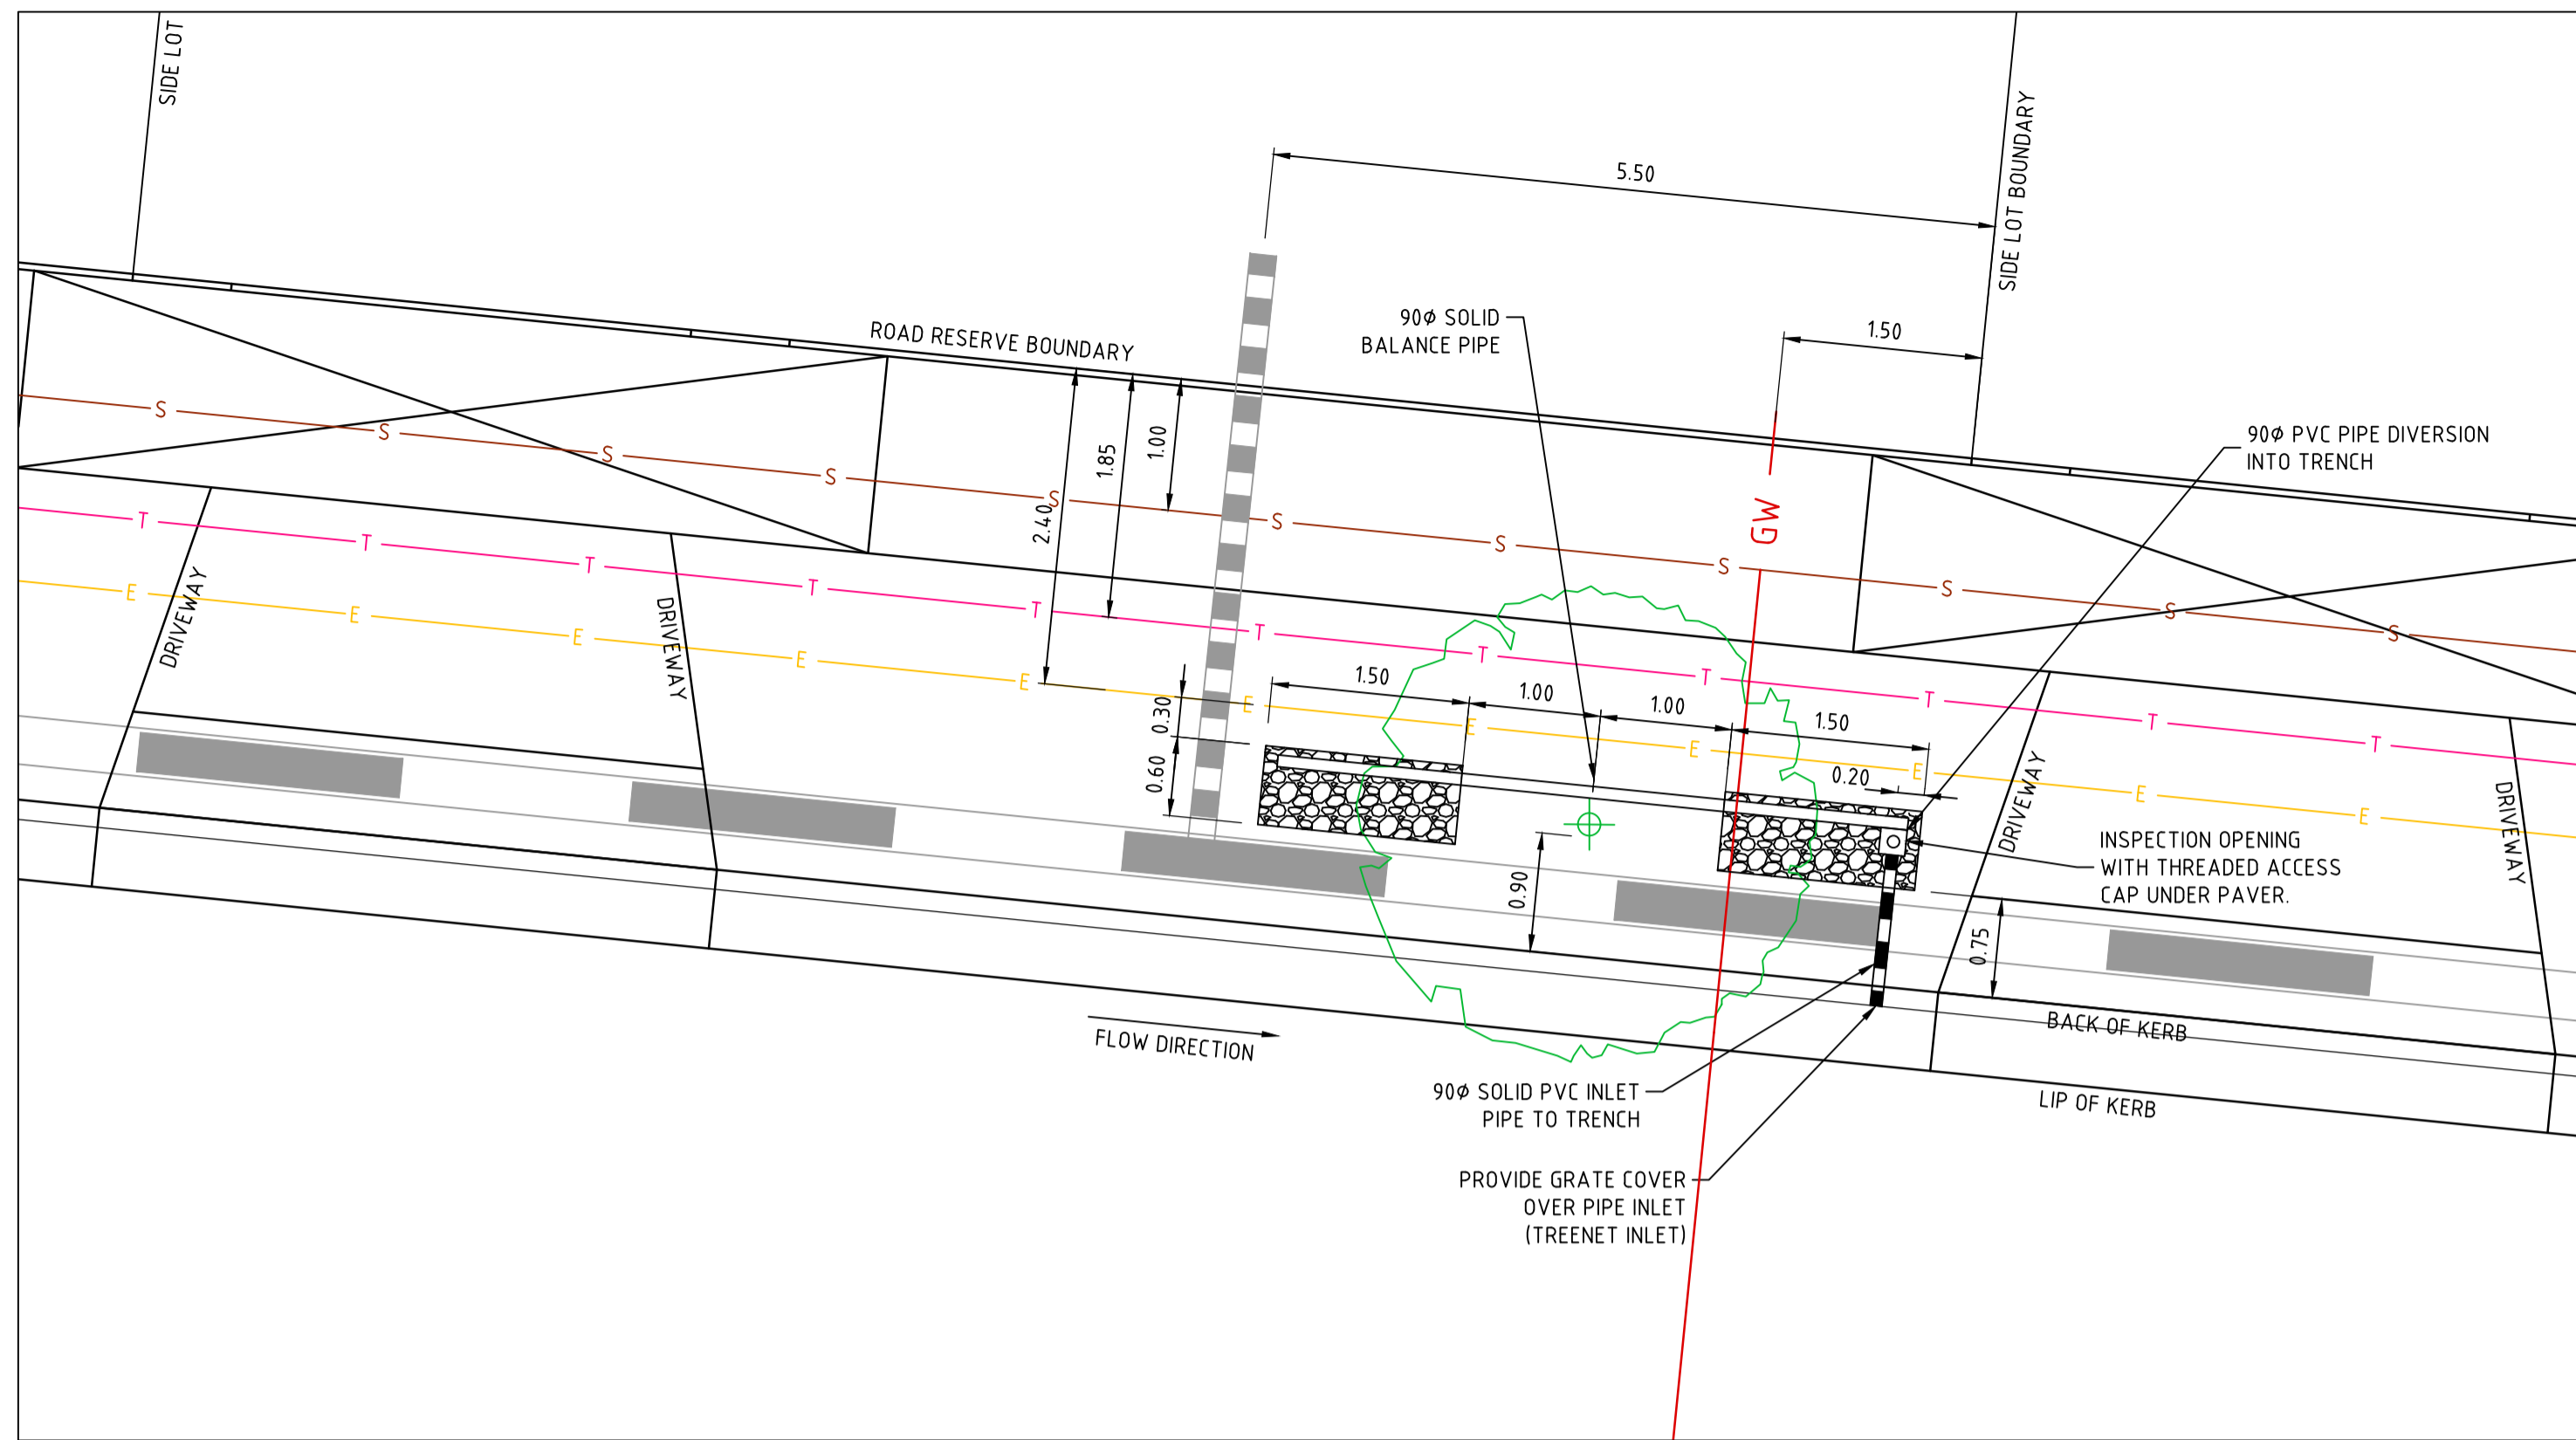 SIDE LOT
SIDE LOT BOUNDARY
5.50
1.50
90Ø SOLID
BALANCE PIPE
ROAD RESERVE BOUNDARY
90Ø PVC PIPE DIVERSION
INTO TRENCH
S
S
S
S
S
S
S
S
S
S
S
2.40
1.85
1.00
GW
T
T
T
T
T
T
T
T
T
T
T
E
E
E
E
E
E
E
E
E
E
E
DRIVEWAY
DRIVEWAY
DRIVEWAY
DRIVEWAY
1.50
1.00
1.00
1.50
0.30
0.60
0.20
0.90
0.75
INSPECTION OPENING
WITH THREADED ACCESS
CAP UNDER PAVER.
FLOW DIRECTION
BACK OF KERB
LIP OF KERB
90Ø SOLID PVC INLET
PIPE TO TRENCH
PROVIDE GRATE COVER
OVER PIPE INLET
(TREENET INLET)